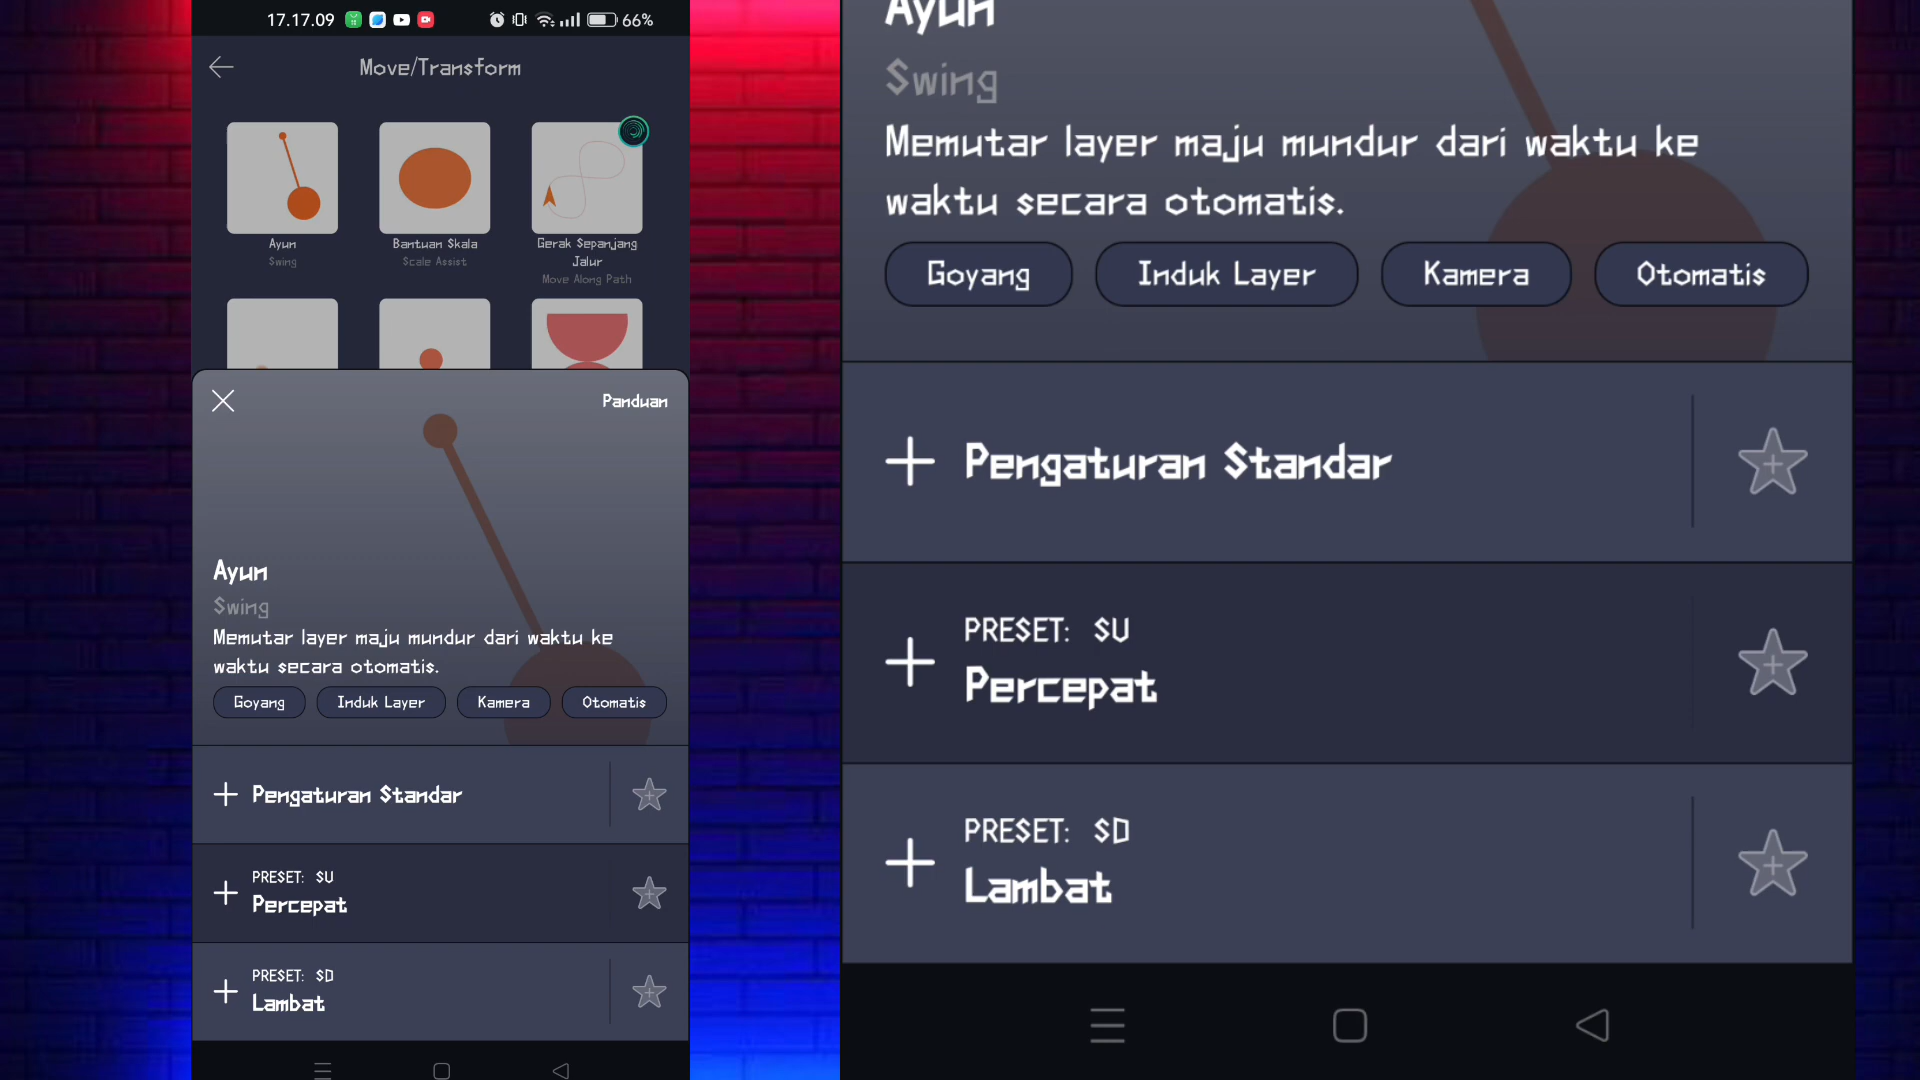 17.17.09
66%
Move/Transform
Ayun
Swing
Bantuan Skala
Scale Assist
Gerak Sepanjang
Jalur
Move Along Path
Panduan
Ayun
Swing
Memutar layer maju mundur dari waktu ke
waktu secara otomatis.
Goyang
Induk Layer
Kamera
Otomatis
Pengaturan Standar
PRESET: SU
Percepat
PRESET: SD
Lambat
Ayun
Swing
Memutar layer maju mundur dari waktu ke
waktu secara otomatis.
Goyang
Induk Layer
Kamera
Otomatis
Pengaturan Standar
PRESET: SU
Percepat
PRESET: SD
Lambat